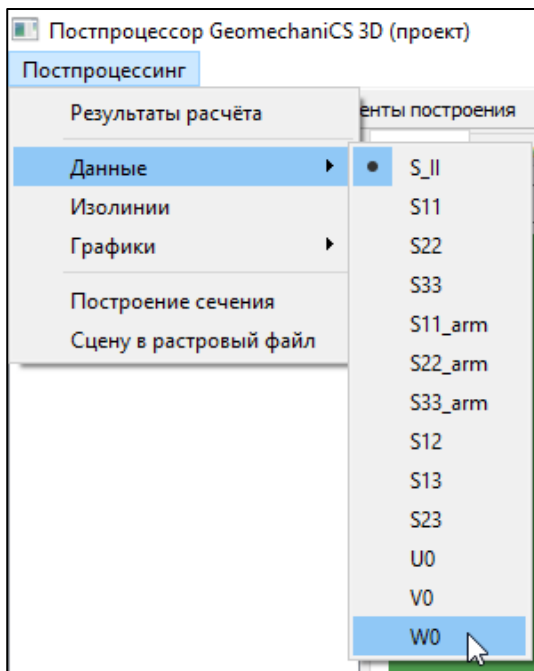 Постпроцессор GeomechaniCS 3D (проект)
Постпроцессинг
Результаты расчёта
енты построения
Данные
Изолинии
Графики
Построение сечения
Сцену в растровый файл
S_II
S11
S22
S33
S11_arm
S22_arm
S33_arm
S12
S13
S23
U0
V0
W0